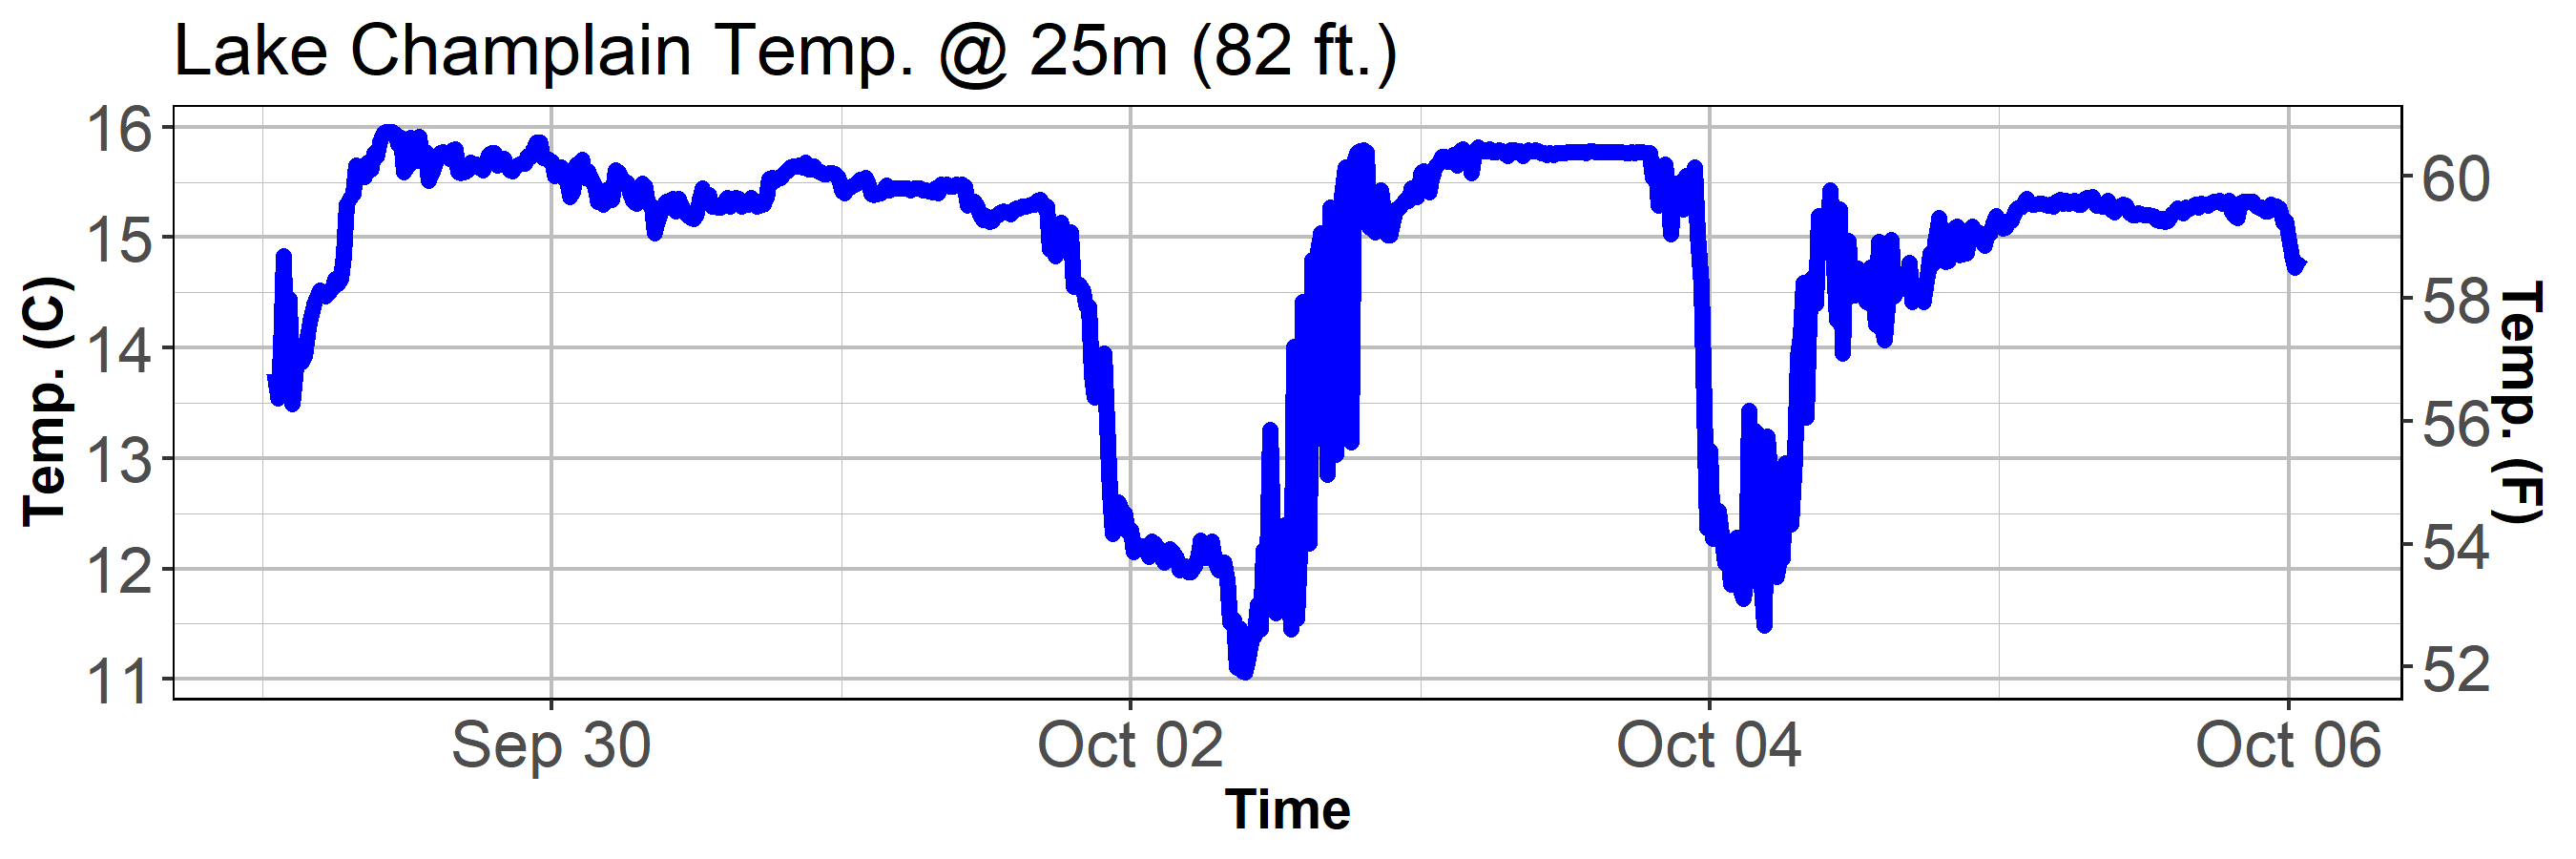 Lake Champlain Temp. @ 25m (82 ft.)
16
15
14
13
12
11
Temp. (C)
60
58
56
54
52
Temp. (F)
Sep 30 Oct 02 Oct 04 Oct 06
Time